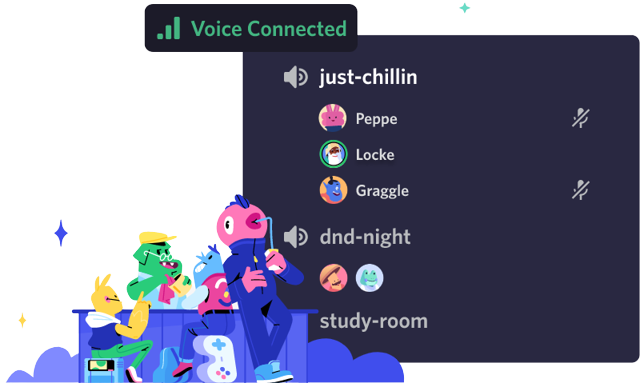 Voice Connected
just-chillin
Peppe
Locke
Graggle
dnd-night
study-room